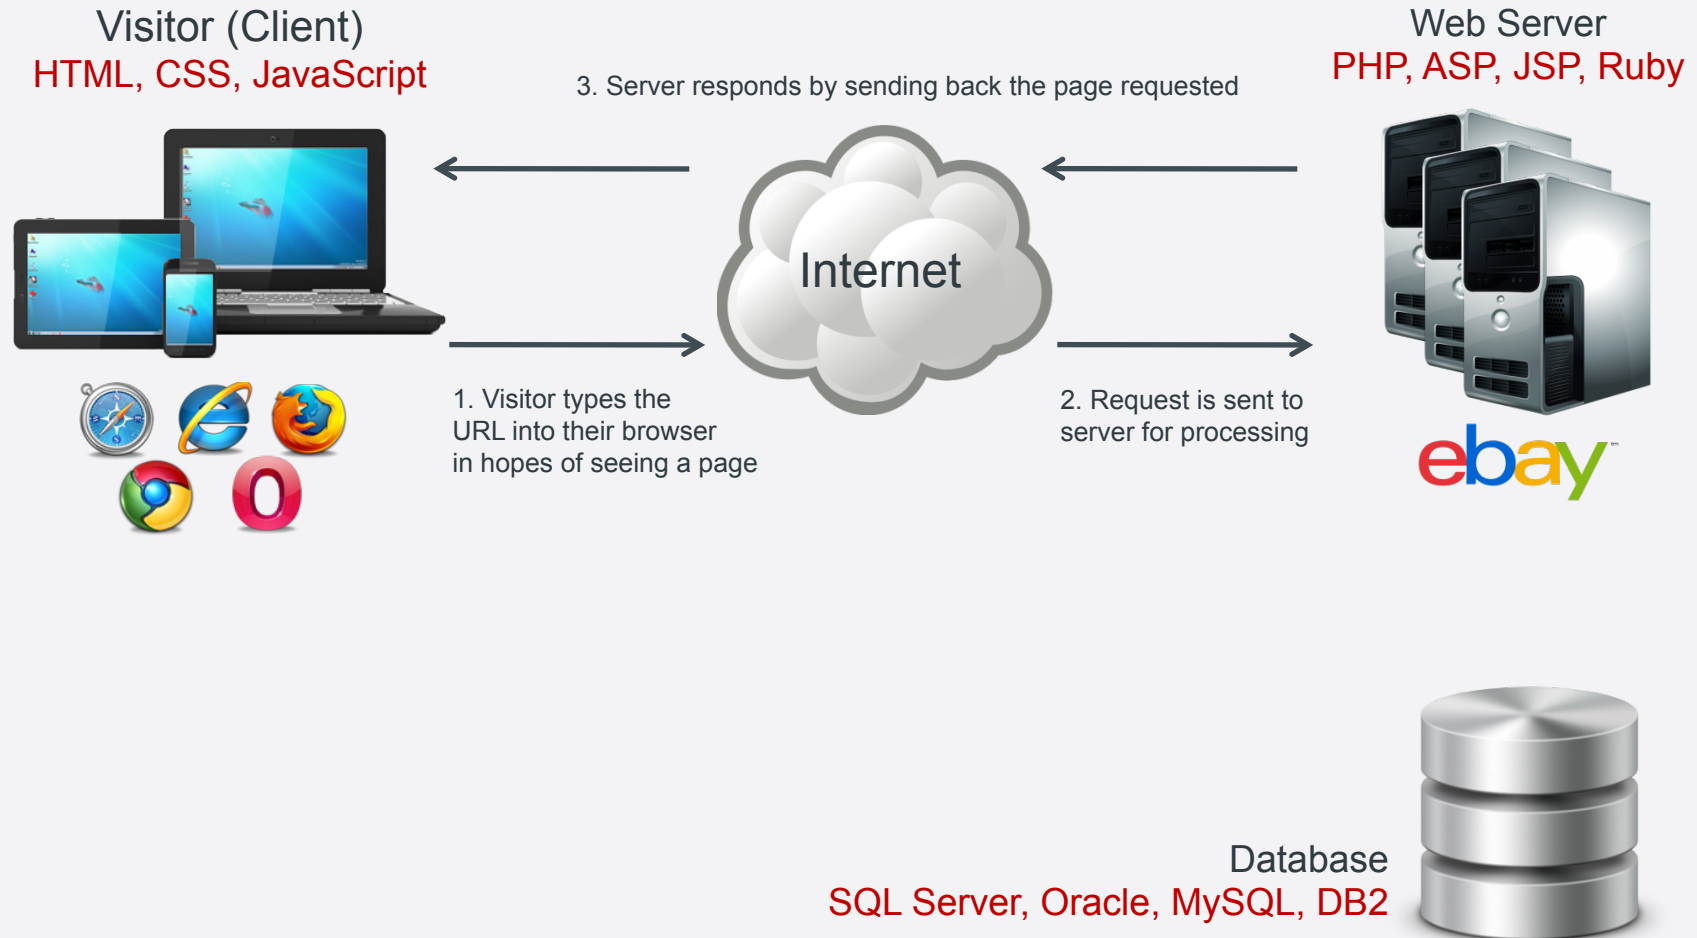 Visitor (Client)
HTML, CSS, JavaScript
Web Server
PHP, ASP, JSP, Ruby
3. Server responds by sending back the page requested
Internet
1. Visitor types the
URL into their browser
in hopes of seeing a page
2. Request is sent to
server for processing
ebay™
Database
SQL Server, Oracle, MySQL, DB2